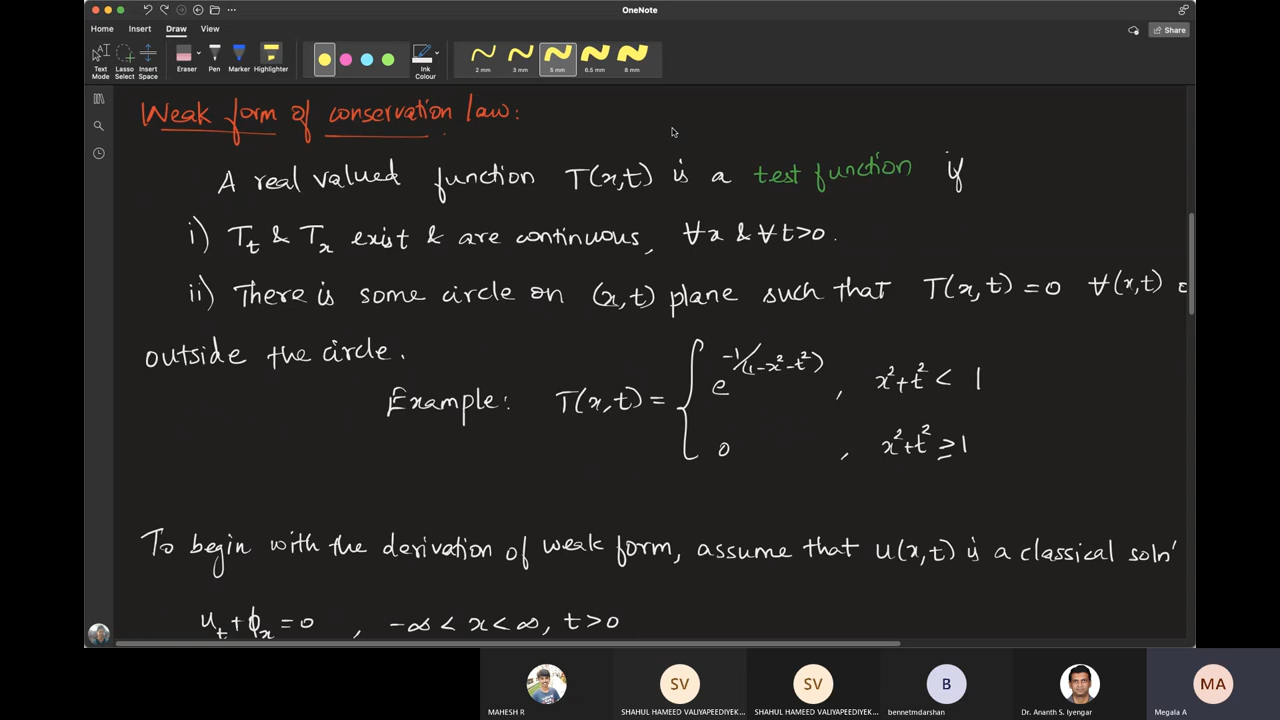 OneNote
Home Insert Draw View
Share
Text Mode
Lasso Select
Insert Space
Eraser
Pen
Marker
Highlighter
2 mm
3 mm
5 mm
6.5 mm
8 mm
Ink Colour
Weak form of conservation law:
A real valued function T(x,t) is a test function if
i) T_t & T_x exist & are continuous, ∀x & ∀t>0.
ii) There is some circle on (x,t) plane such that T(x,t) = 0 ∀(x,t)
outside the circle.
Example: T(x,t) = { e^{-1/(1-x²-t²)} , x²+t² < 1
0 , x²+t² ≥ 1
To begin with the derivation of weak form, assume that u(x,t) is a classical soln'
u_t + ϕ_x = 0 , -∞ < x < ∞, t > 0
SV SV B MA
MAHESH R
SHAHUL HAMEED VALIYAPEEDIYEK...
SHAHUL HAMEED VALIYAPEEDIYEK...
bennetmdarshan
Dr. Ananth S. Iyengar
Megala A